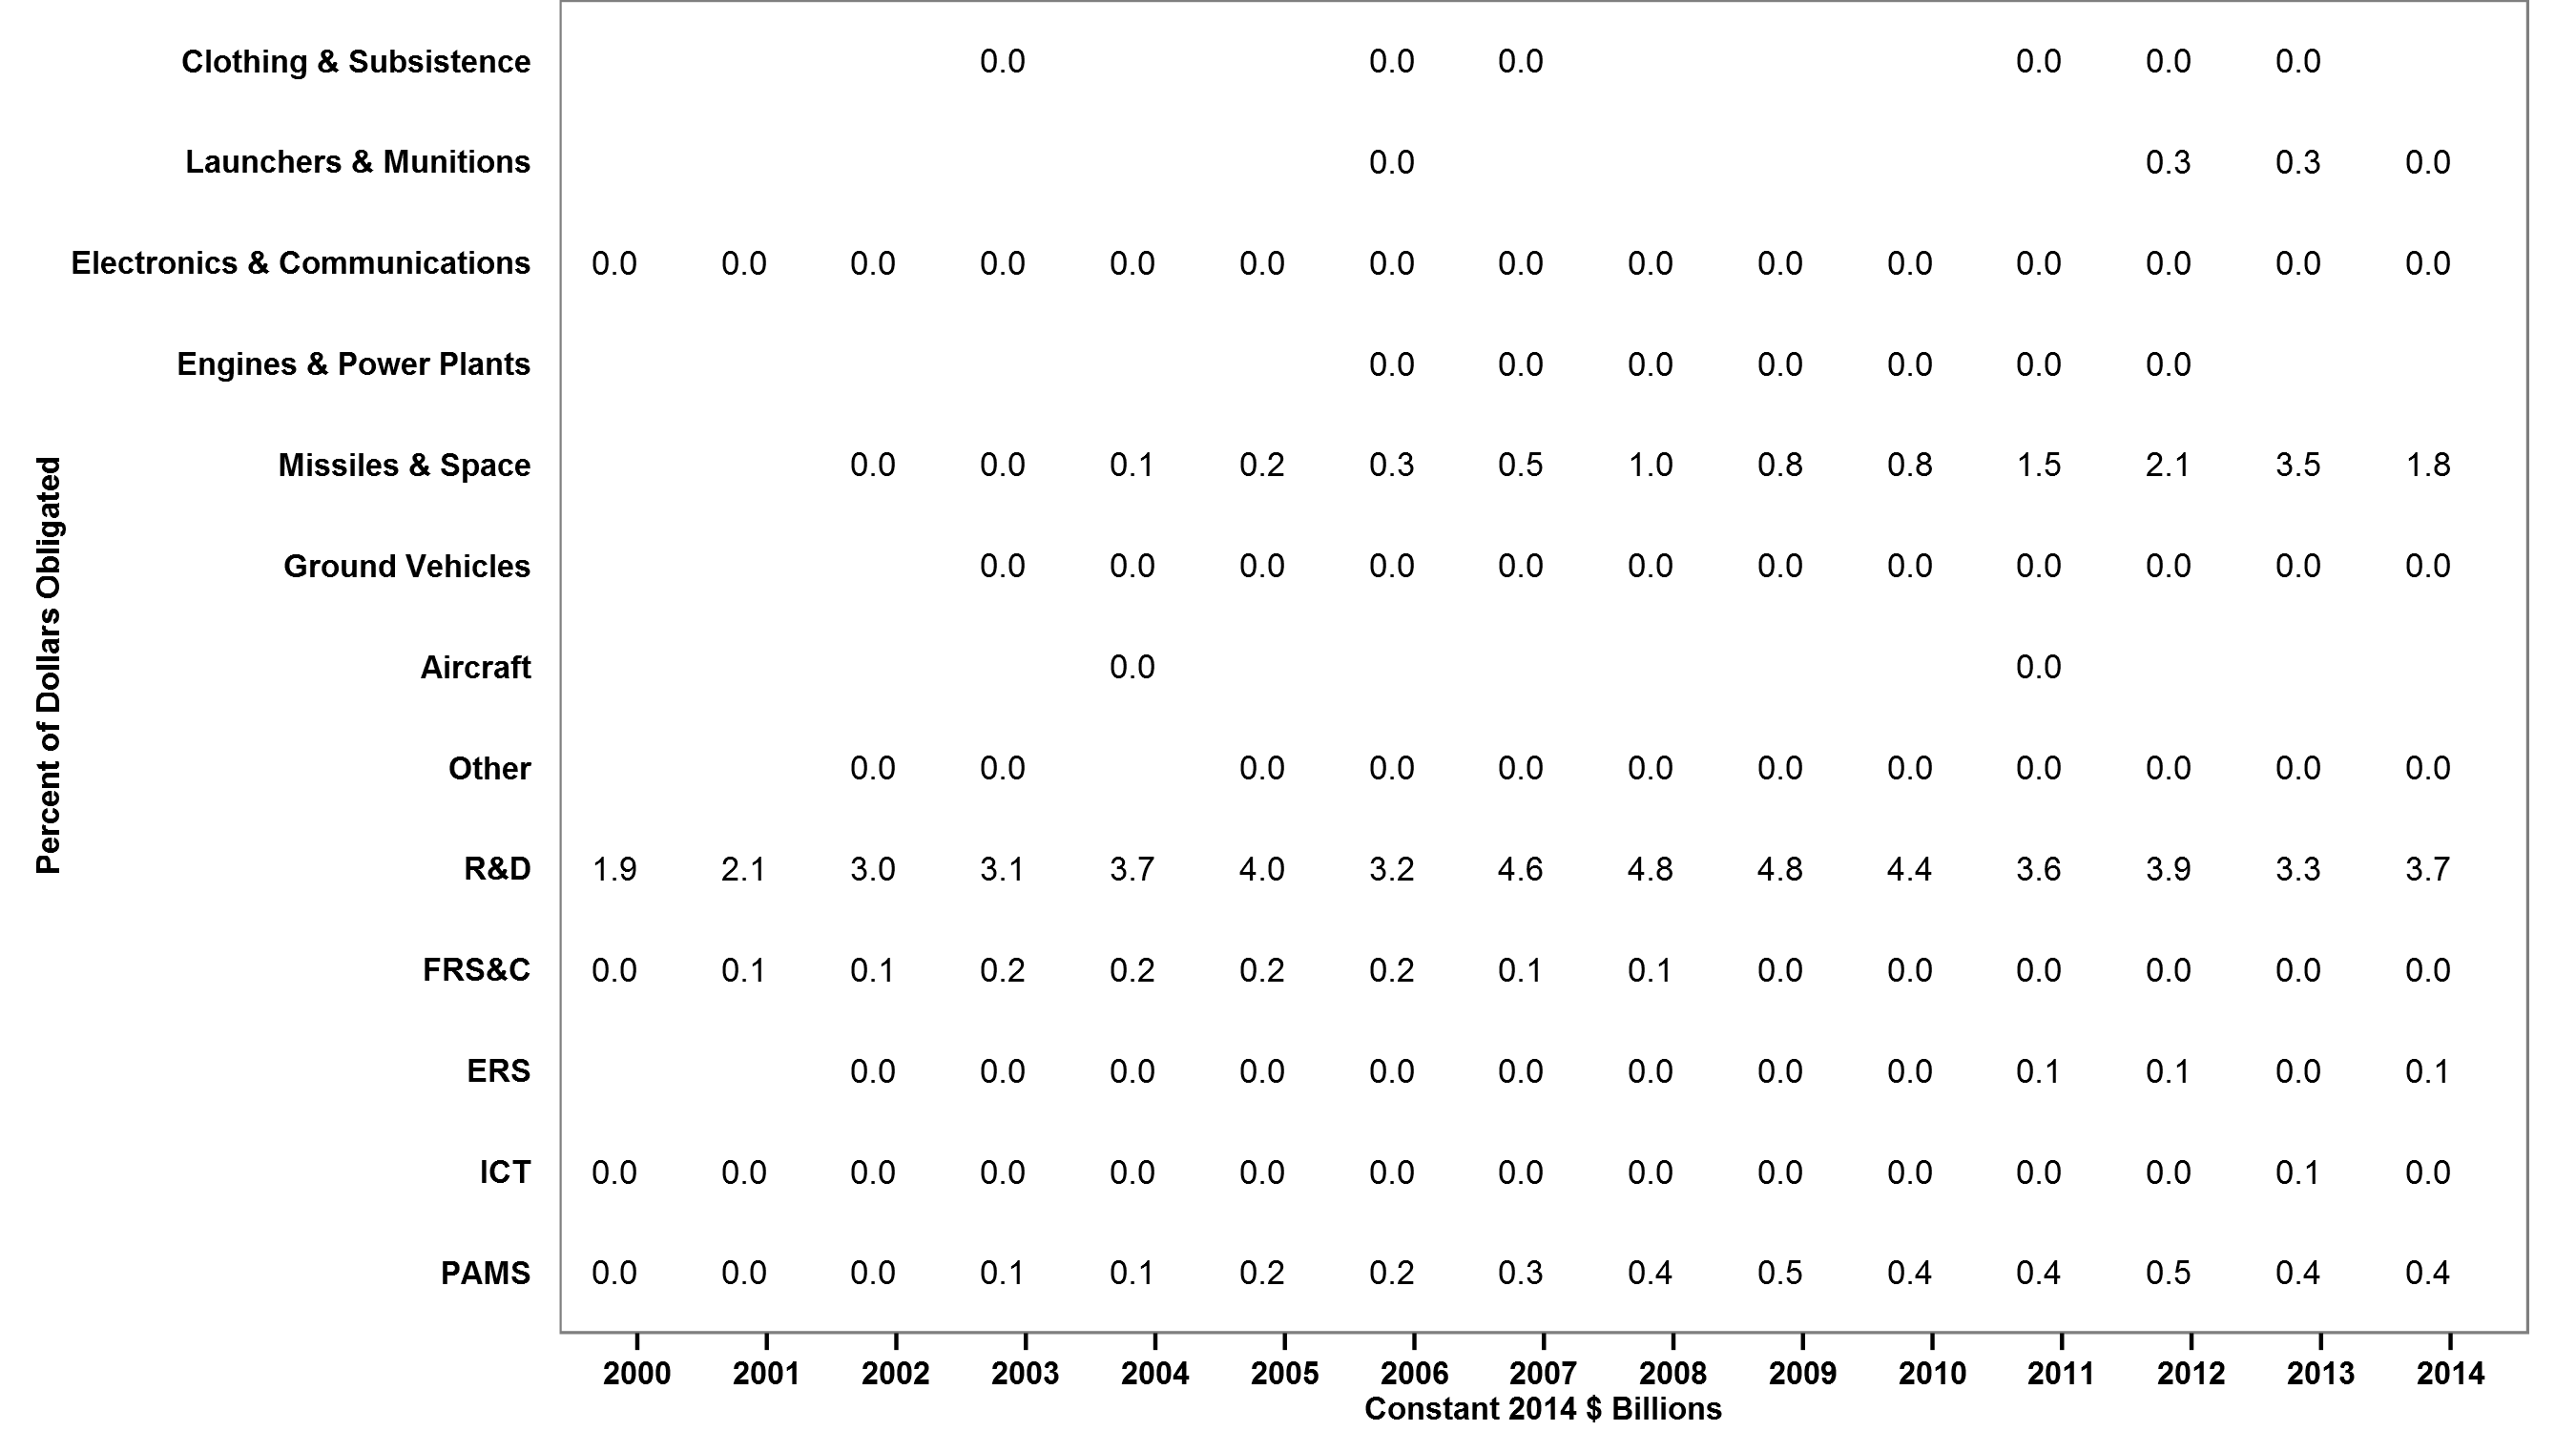 Clothing & Subsistence 0.0 0.0 0.0 0.0 0.0 0.0
Launchers & Munitions 0.0 0.3 0.3 0.0
Electronics & Communications 0.0 0.0 0.0 0.0 0.0 0.0 0.0 0.0 0.0 0.0 0.0 0.0 0.0 0.0 0.0
Engines & Power Plants 0.0 0.0 0.0 0.0 0.0 0.0 0.0
Missiles & Space 0.0 0.0 0.1 0.2 0.3 0.5 1.0 0.8 0.8 1.5 2.1 3.5 1.8
Ground Vehicles 0.0 0.0 0.0 0.0 0.0 0.0 0.0 0.0 0.0 0.0 0.0 0.0
Aircraft 0.0 0.0
Other 0.0 0.0 0.0 0.0 0.0 0.0 0.0 0.0 0.0 0.0 0.0 0.0
R&D 1.9 2.1 3.0 3.1 3.7 4.0 3.2 4.6 4.8 4.8 4.4 3.6 3.9 3.3 3.7
FRS&C 0.0 0.1 0.1 0.2 0.2 0.2 0.2 0.1 0.1 0.0 0.0 0.0 0.0 0.0 0.0
ERS 0.0 0.0 0.0 0.0 0.0 0.0 0.0 0.0 0.0 0.1 0.1 0.0 0.1
ICT 0.0 0.0 0.0 0.0 0.0 0.0 0.0 0.0 0.0 0.0 0.0 0.0 0.0 0.1 0.0
PAMS 0.0 0.0 0.0 0.1 0.1 0.2 0.2 0.3 0.4 0.5 0.4 0.4 0.5 0.4 0.4
2000 2001 2002 2003 2004 2005 2006 2007 2008 2009 2010 2011 2012 2013 2014
Constant 2014 $ Billions
Percent of Dollars Obligated